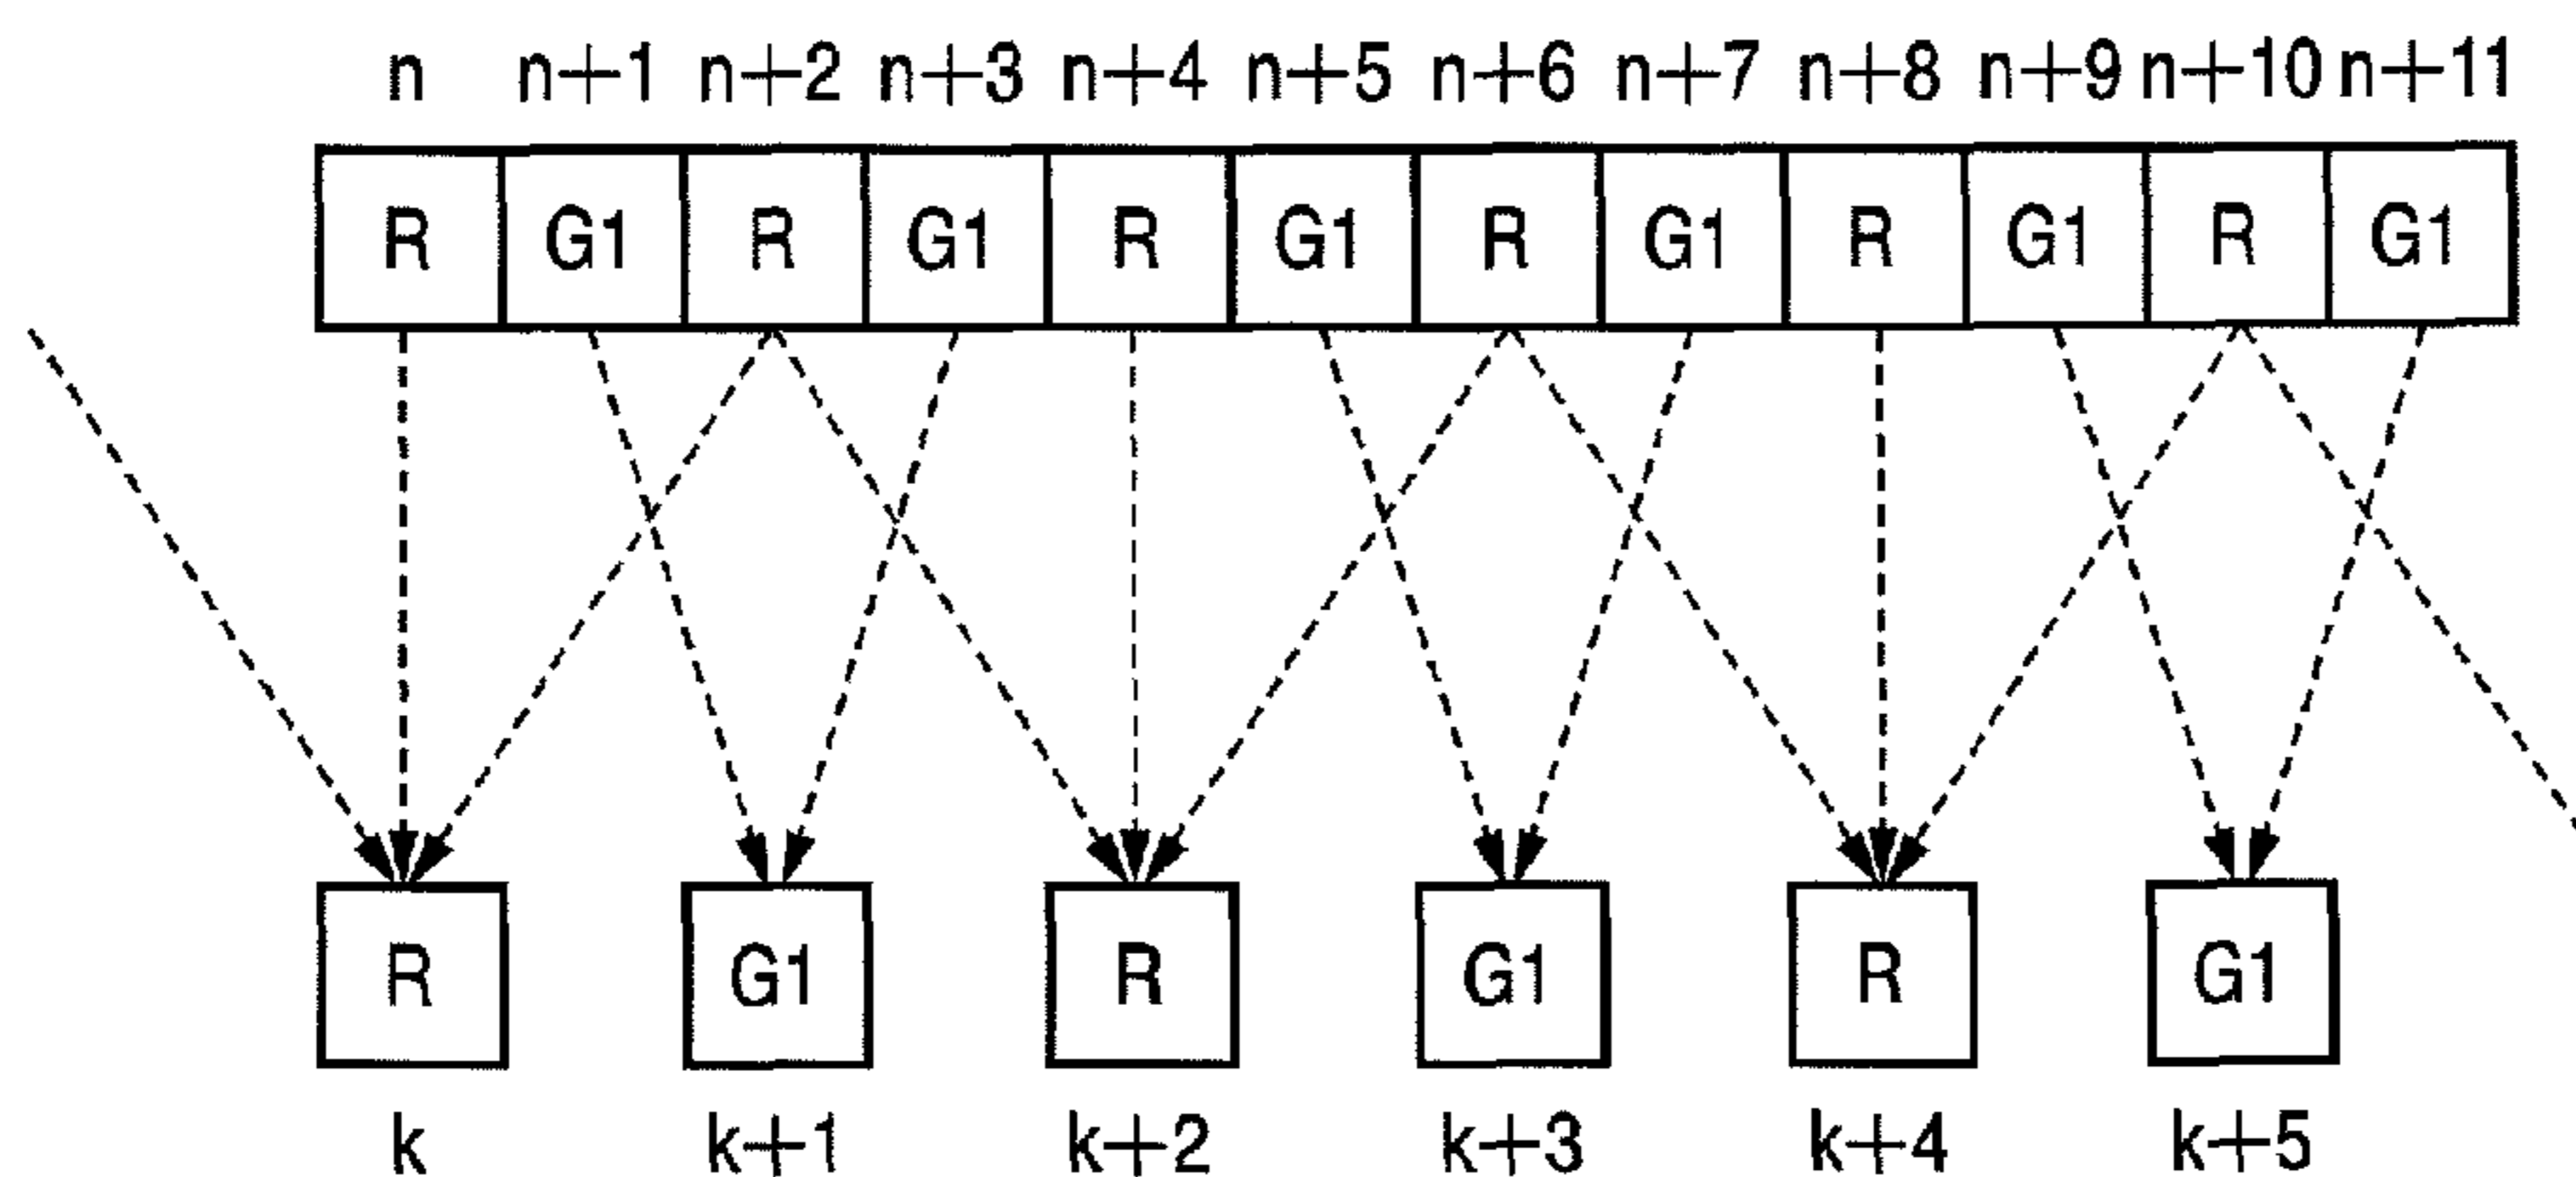 n n+1 n+2 n+3 n+4 n+5 n+6 n+7 n+8 n+9 n+10 n+11
R G1 R G1 R G1 R G1 R G1 R G1
R G1 R G1 R G1
k k+1 k+2 k+3 k+4 k+5